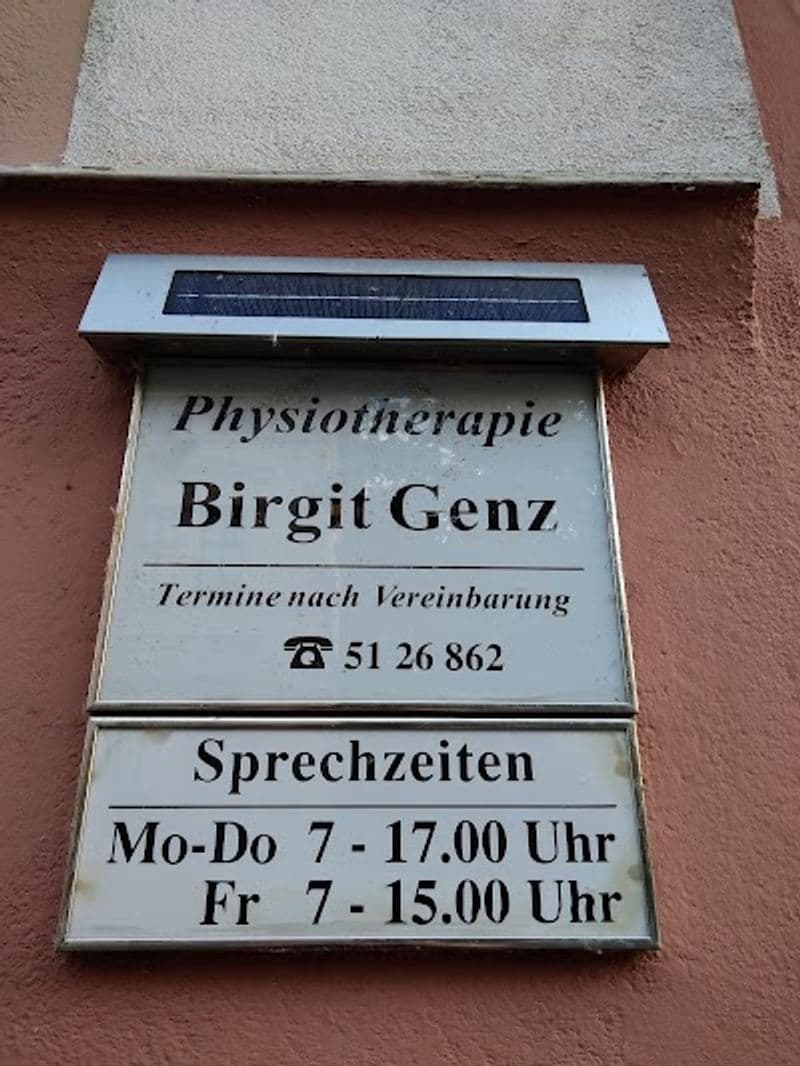 Physiotherapie
Birgit Genz
Termine nach Vereinbarung
☎ 51 26 862
Sprechzeiten
Mo-Do 7 - 17.00 Uhr
Fr 7 - 15.00 Uhr